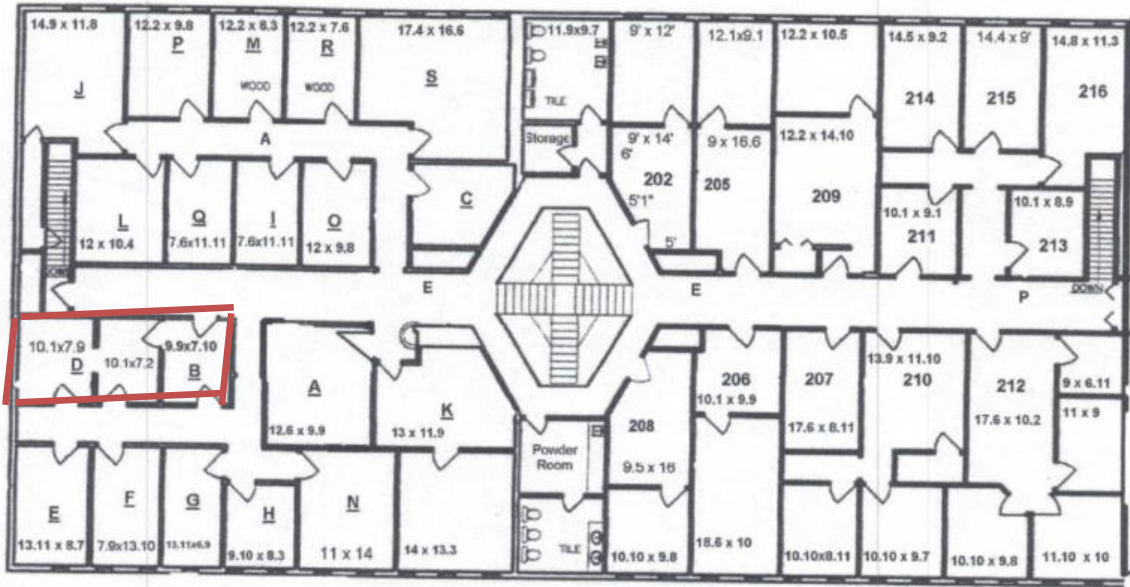 14.9 x 11.8
J
12.2 x 9.8
P
12.2 x 8.3
M
WOOD
12.2 x 7.6
R
WOOD
17.4 x 16.6
S
11.9x9.7
TILE
Storage
9' x 12'
12.1x9.1
12.2 x 10.5
14.5 x 9.2
214
14.4 x 9'
215
14.8 x 11.3
216
A
9' x 14'
6'
202
5'1"
5'
9 x 16.6
205
12.2 x 14.10
209
L
12 x 10.4
Q
7.6x11.11
I
7.6x11.11
O
12 x 9.8
C
10.1 x 9.1
211
10.1 x 8.9
213
DOWN
DOWN
E
E
P
10.1x7.9
D
10.1x7.2
9.9x7.10
B
A
12.6 x 9.9
K
13 x 11.9
206
10.1 x 9.9
207
17.6 x 8.11
13.9 x 11.10
210
212
17.6 x 10.2
9 x 6.11
11 x 9
208
9.5 x 16
Powder
Room
E
13.11 x 8.7
F
7.9x13.10
G
13.11x6.9
H
9.10 x 8.3
N
11 x 14
14 x 13.3
TILE
10.10 x 9.8
18.6 x 10
10.10x8.11
10.10 x 9.7
10.10 x 9.8
11.10 x 10